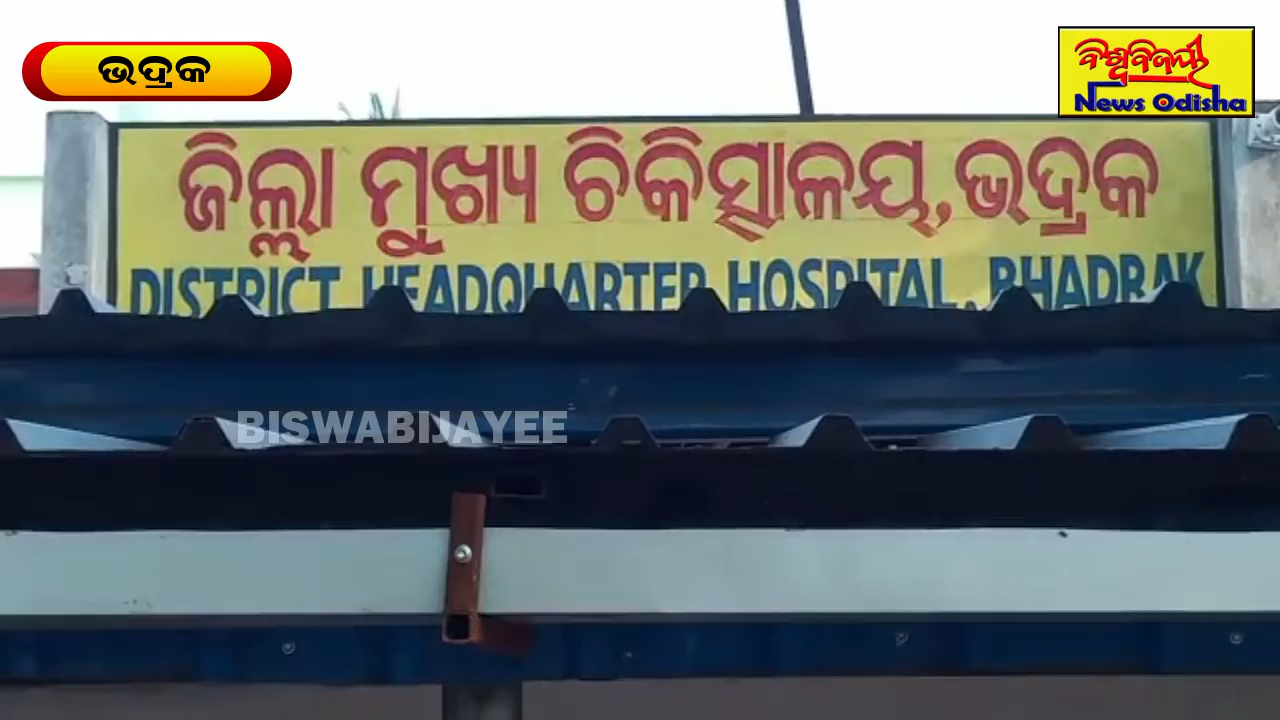 ଭଦ୍ରକ
ବିଶ୍ୱବିଜୟୀ
News Odisha
ଜିଲ୍ଲା ମୁଖ୍ୟ ଚିକିତ୍ସାଳୟ,ଭଦ୍ରକ
DISTRICT HEADQUARTER HOSPITAL, BHADRAK
BISWABIJAYEE